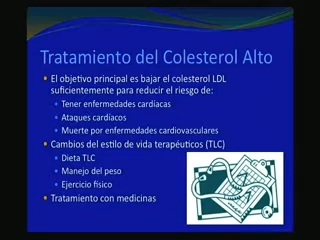 Tratamiento del Colesterol Alto
El objetivo principal es bajar el colesterol LDL
suficientemente para reducir el riesgo de:
Tener enfermedades cardíacas
Ataques cardíacos
Muerte por enfermedades cardiovasculares
Cambios del estilo de vida terapéuticos (TLC)
Dieta TLC
Manejo del peso
Ejercicio físico
Tratamiento con medicinas